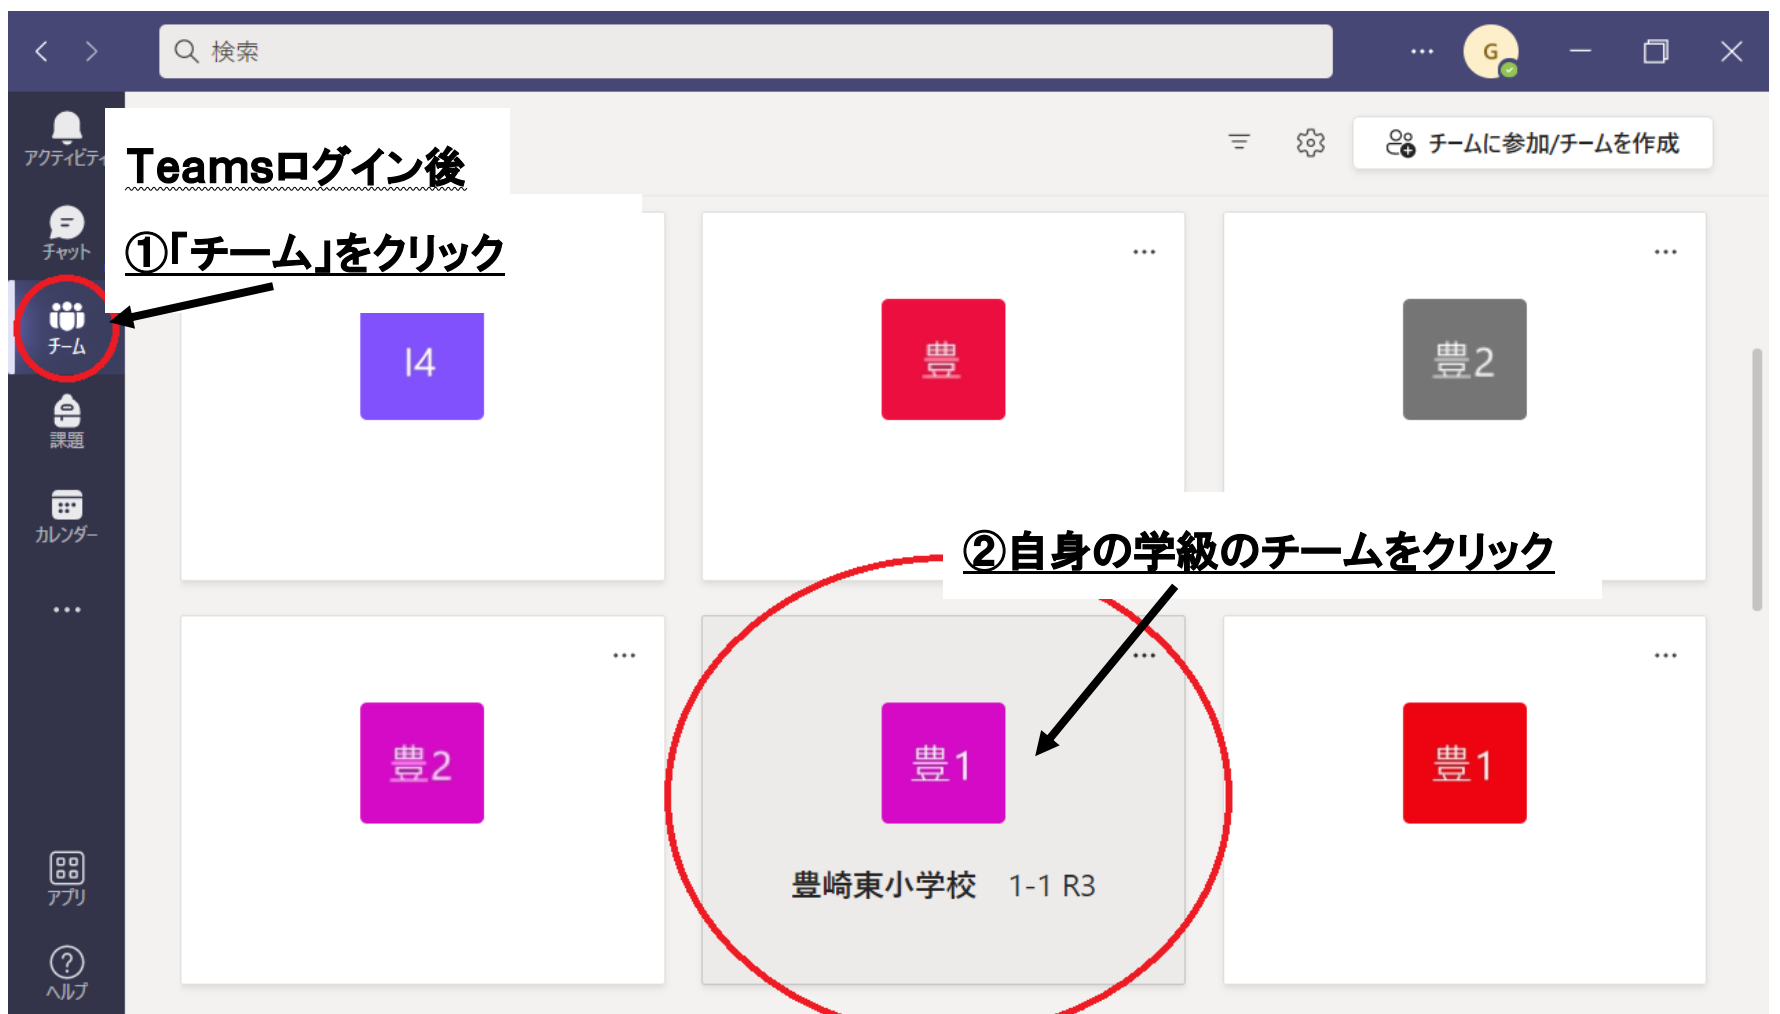 検索
G
アクティビティ
Teamsログイン後
チームに参加/チームを作成
チャット
①「チーム」をクリック
チーム
I4
豊
豊2
課題
カレンダー
②自身の学級のチームをクリック
豊2
豊1
豊1
豊崎東小学校 1-1 R3
アプリ
ヘルプ